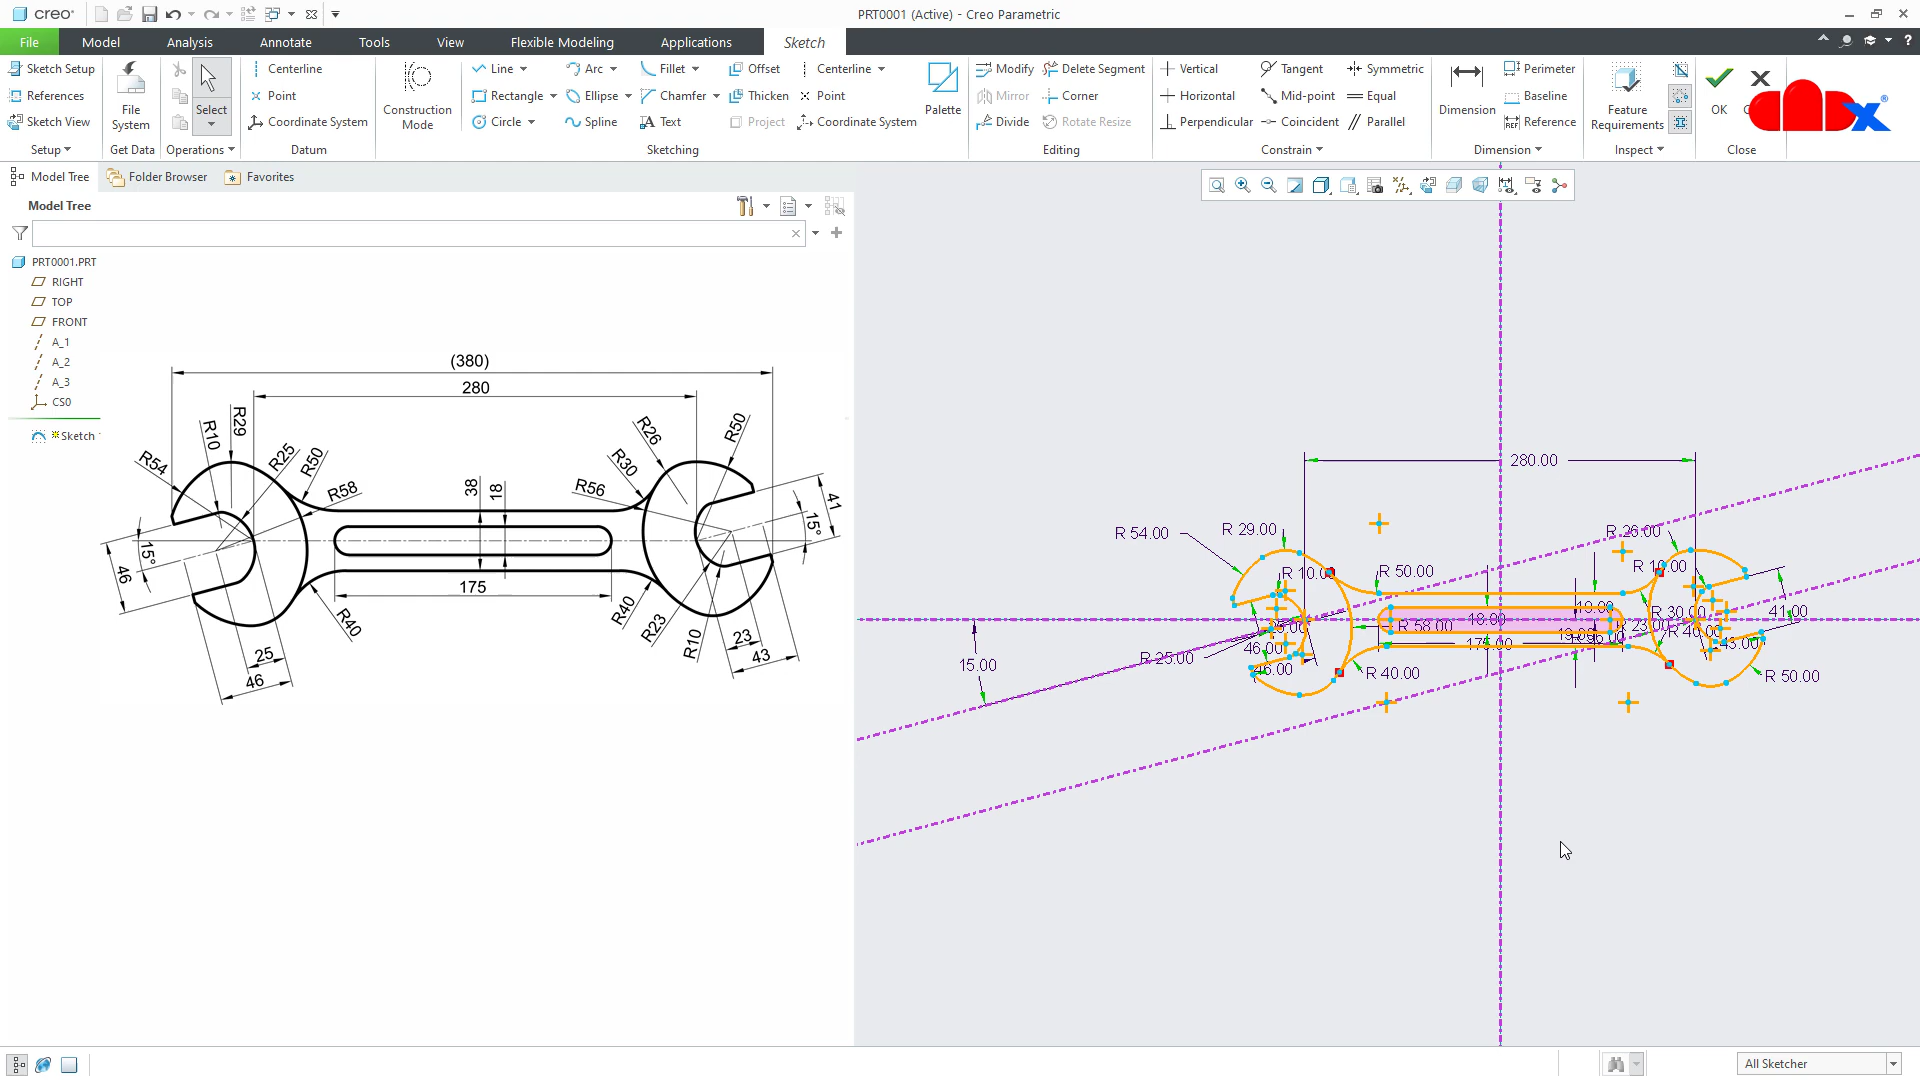 creo
PRT0001 (Active) - Creo Parametric
File Model Analysis Annotate Tools View Flexible Modeling Applications Sketch
Sketch Setup
References
Sketch View
Setup
File System
Get Data
Select
Operations
Centerline
Point
Coordinate System
Datum
Construction Mode
Line Arc Fillet Offset Centerline
Rectangle Ellipse Chamfer Thicken Point
Circle Spline Text Project Coordinate System
Palette
Sketching
Modify Delete Segment
Mirror Corner
Divide Rotate Resize
Editing
Vertical Tangent Symmetric
Horizontal Mid-point Equal
Perpendicular Coincident Parallel
Constrain
Dimension
Perimeter
Baseline
REF Reference
Dimension
Feature Requirements
Inspect
OK
Close
Model Tree Folder Browser Favorites
Model Tree
PRT0001.PRT
RIGHT
TOP
FRONT
A_1
A_2
A_3
CS0
Sketch
(380)
280
R10
R29
R54
R25
R50
R58
38
18
R26
R50
R30
R56
41
15°
15°
46
175
R40
R40
R23
R10
23
43
25
46
280.00
R 54.00
R 29.00
R 10.00
R 50.00
R 26.00
R 30.00
41.00
R 58.00
175.00
15.00
R 25.00
46.00
46.00
R 40.00
43.00
R 50.00
All Sketcher